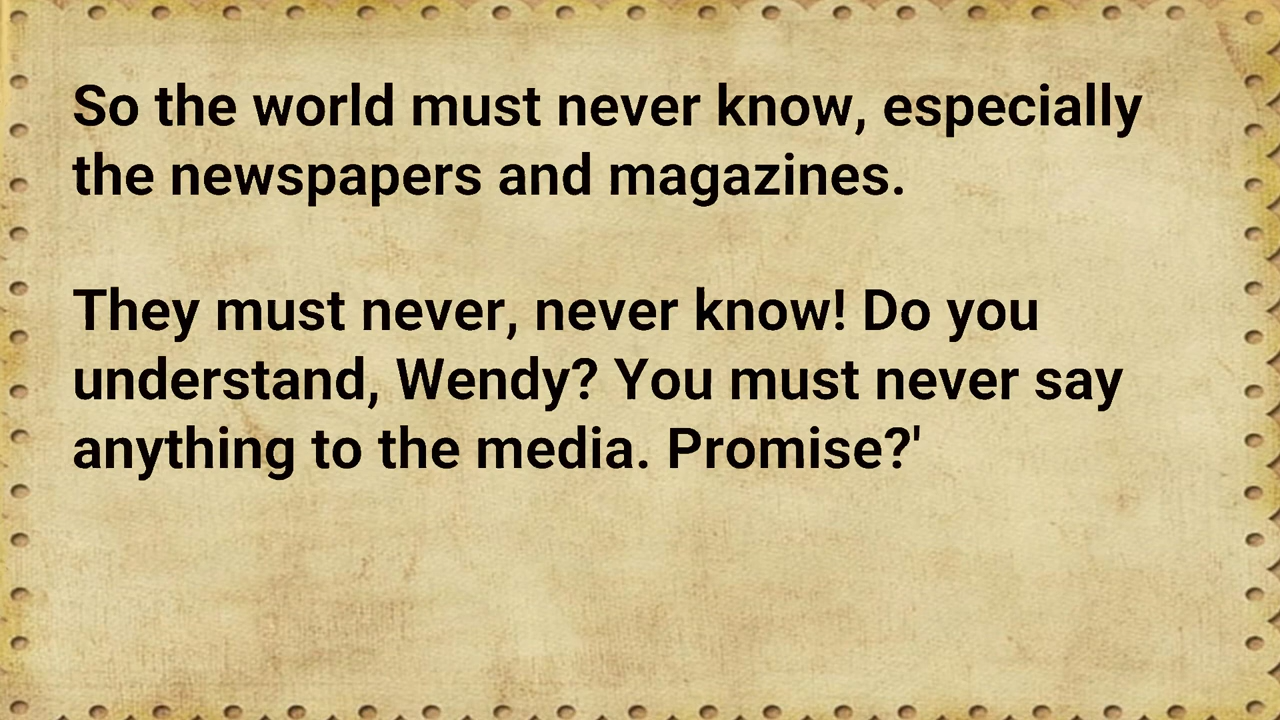 So the world must never know, especially
the newspapers and magazines.
They must never, never know! Do you
understand, Wendy? You must never say
anything to the media. Promise?'